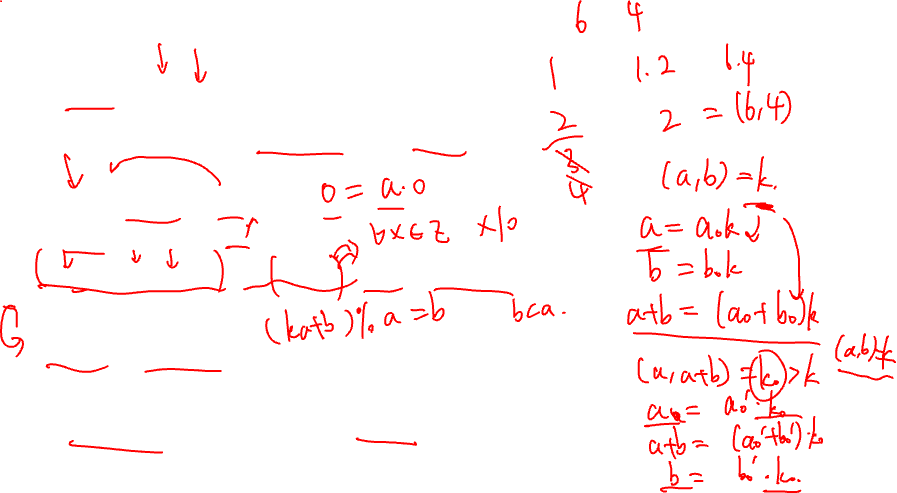 6 4
1 1.2 1.4
2 2 = (6,4)
3
4
(a,b) = k.
0 = a·0
∀x∈Z x|0
a = a₀k
b = b₀k
(ka+b)%a = b b<a.
a+b = (a₀+b₀)k
G
(a,b)=k
(a,a+b) = k₀ > k
a = a₀'·k₀
a+b = (a₀'+b₀')·k₀
b = b₀'·k₀.